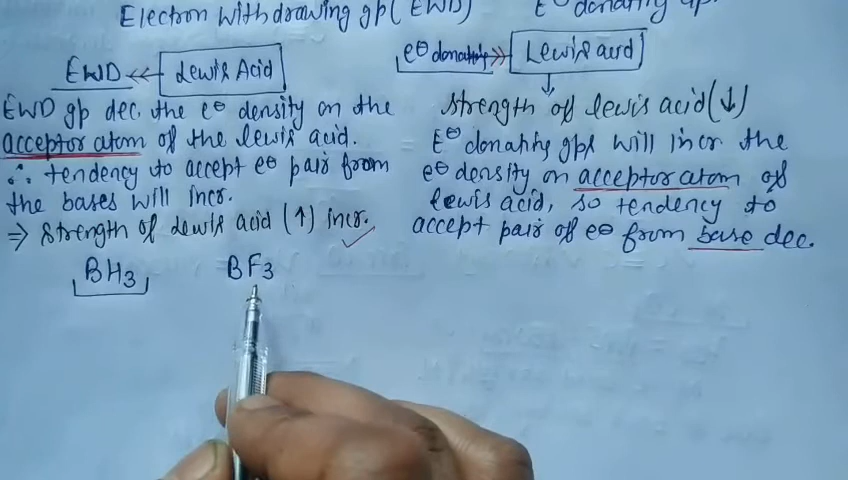 Electron withdrawing gp( EWD)
e⊖ donating gp
EWD << Lewis Acid
EWD gp dec. the e⊖ density on the
acceptor atom of the lewis acid.
∴ tendency to accept e⊖ pair from
the bases will incr.
⇒ strength of Lewis acid (↑) incr. ✓
BH3 BF3
e⊖ donating >> Lewis acid
↓
strength of lewis acid (↓)
e⊖ donating gps will incr the
e⊖ density on acceptor atom of
lewis acid, so tendency to
accept pair of e⊖ from base dec.